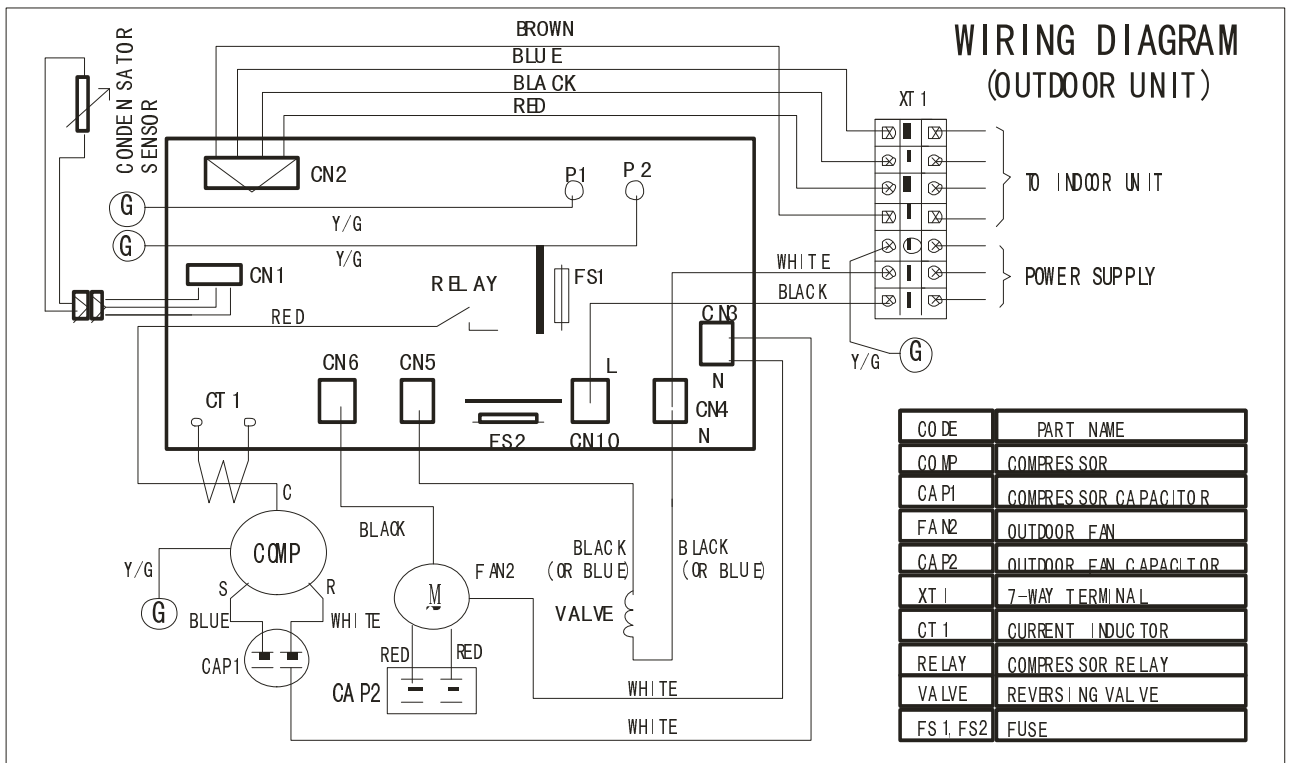 WIRING DIAGRAM
(OUTDOOR UNIT)
BROWN
BLUE
BLACK
RED
CONDENSATOR
SENSOR
XT1
CN2
P1
P2
TO INDOOR UNIT
G
Y/G
G
Y/G
CN1
RELAY
FS1
WHITE
BLACK
POWER SUPPLY
RED
CN3
N
Y/G
G
CN6
CN5
L
CT1
FS2
CN10
CN4
N
C
COMP
S
R
Y/G
G
BLUE
WHITE
CAP1
BLACK
FAN2
M
RED
RED
CAP2
BLACK
(OR BLUE)
BLACK
(OR BLUE)
VALVE
WHITE
WHITE
CODE PART NAME
COMP COMPRESSOR
CAP1 COMPRESSOR CAPACITOR
FAN2 OUTDOOR FAN
CAP2 OUTDOOR FAN CAPACITOR
XTI 7-WAY TERMINAL
CT1 CURRENT INDUCTOR
RELAY COMPRESSOR RELAY
VALVE REVERSING VALVE
FS1,FS2 FUSE